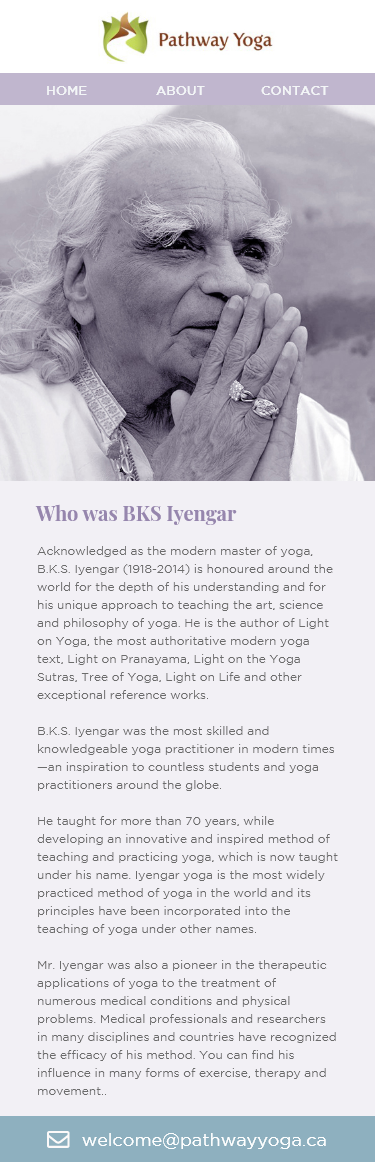 Pathway Yoga
HOME ABOUT CONTACT
Who was BKS Iyengar
Acknowledged as the modern master of yoga,
B.K.S. Iyengar (1918-2014) is honoured around the
world for the depth of his understanding and for
his unique approach to teaching the art, science
and philosophy of yoga. He is the author of Light
on Yoga, the most authoritative modern yoga
text, Light on Pranayama, Light on the Yoga
Sutras, Tree of Yoga, Light on Life and other
exceptional reference works.
B.K.S. Iyengar was the most skilled and
knowledgeable yoga practitioner in modern times
—an inspiration to countless students and yoga
practitioners around the globe.
He taught for more than 70 years, while
developing an innovative and inspired method of
teaching and practicing yoga, which is now taught
under his name. Iyengar yoga is the most widely
practiced method of yoga in the world and its
principles have been incorporated into the
teaching of yoga under other names.
Mr. Iyengar was also a pioneer in the therapeutic
applications of yoga to the treatment of
numerous medical conditions and physical
problems. Medical professionals and researchers
in many disciplines and countries have recognized
the efficacy of his method. You can find his
influence in many forms of exercise, therapy and
movement..
welcome@pathwayyoga.ca